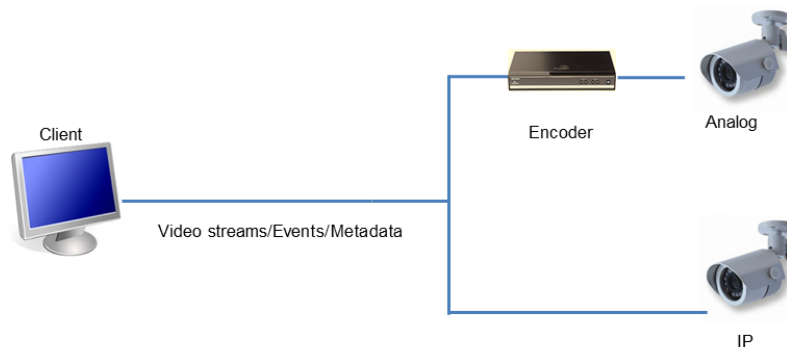 Client
Encoder
Analog
Video streams/Events/Metadata
IP